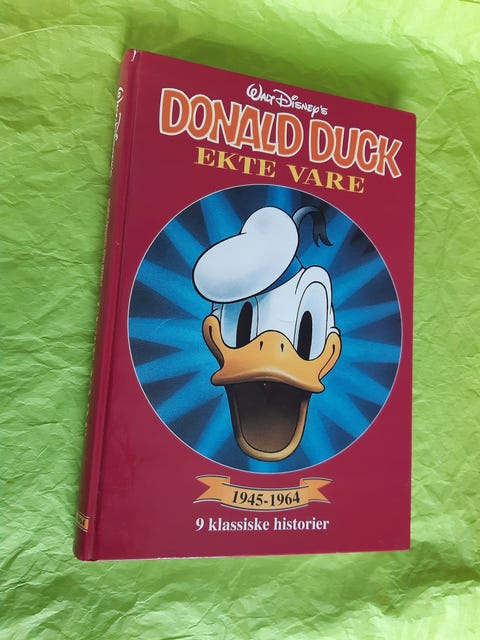 Walt Disney's
DONALD DUCK
EKTE VARE
1945-1964
9 klassiske historier